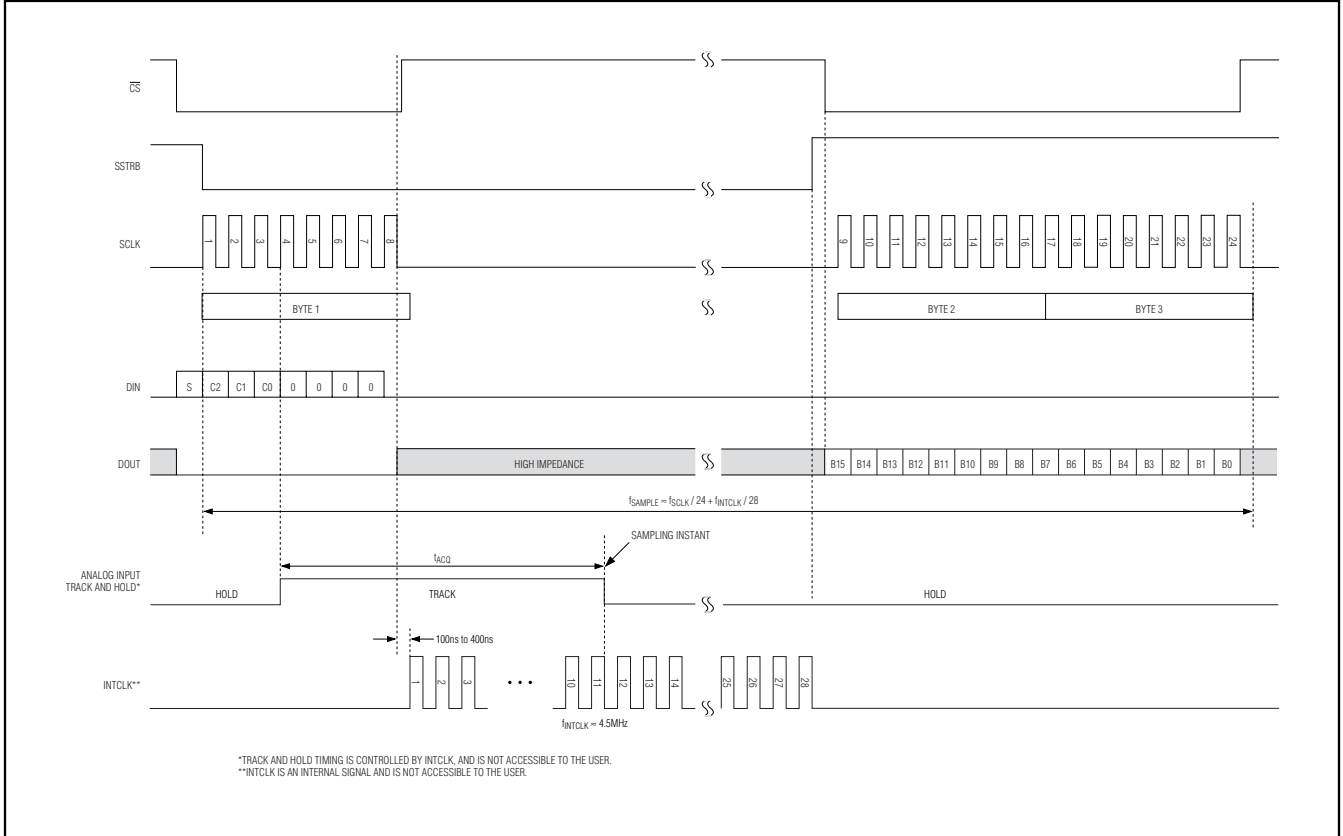 CS
SSTRB
SCLK
1 2 3 4 5 6 7 8 9 10 11 12 13 14 15 16 17 18 19 20 21 22 23 24
BYTE 1 BYTE 2 BYTE 3
DIN S C2 C1 C0 0 0 0 0
DOUT HIGH IMPEDANCE B15 B14 B13 B12 B11 B10 B9 B8 B7 B6 B5 B4 B3 B2 B1 B0
fSAMPLE ≈ fSCLK / 24 + fINTCLK / 28
SAMPLING INSTANT
tACQ
ANALOG INPUT
TRACK AND HOLD*
HOLD TRACK HOLD
100ns to 400ns
INTCLK**
1 2 3 • • • 10 11 12 13 14 25 26 27 28
fINTCLK ≈ 4.5MHz
*TRACK AND HOLD TIMING IS CONTROLLED BY INTCLK, AND IS NOT ACCESSIBLE TO THE USER.
**INTCLK IS AN INTERNAL SIGNAL AND IS NOT ACCESSIBLE TO THE USER.